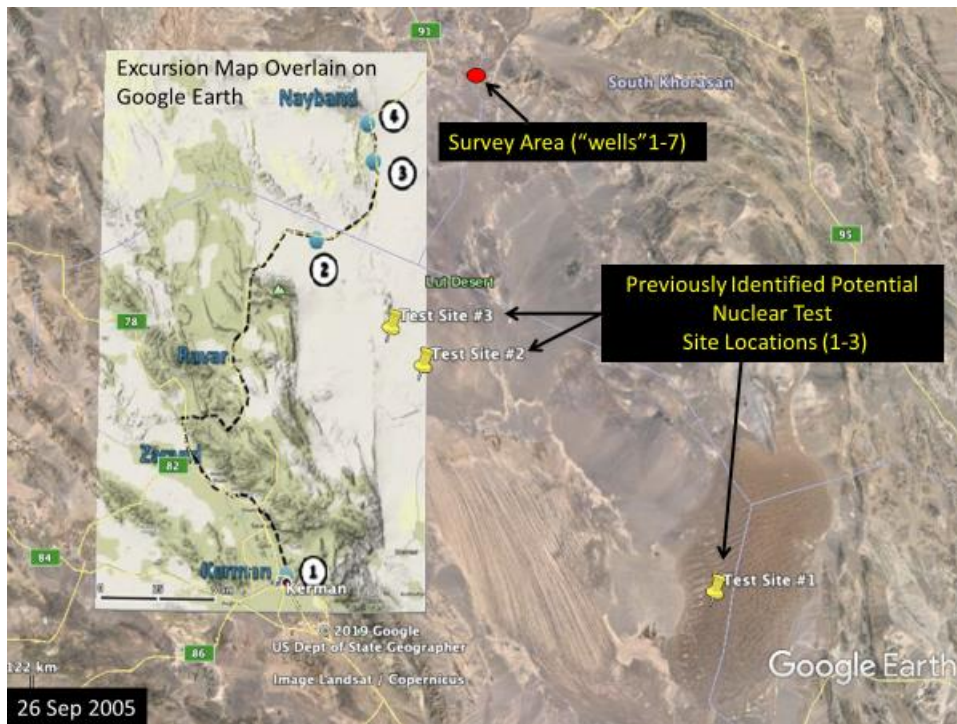 91
Excursion Map Overlain on
Google Earth
Nayband
4
South Khorasan
Survey Area ("wells"1-7)
3
95
2
Lut Desert
Previously Identified Potential
Nuclear Test
Site Locations (1-3)
78
Test Site #3
Test Site #2
Ravar
82
84
Kerman
1
Kerman
Test Site #1
0
25
© 2019 Google
US Dept of State Geographer
86
Image Landsat / Copernicus
Google Earth
122 km
26 Sep 2005